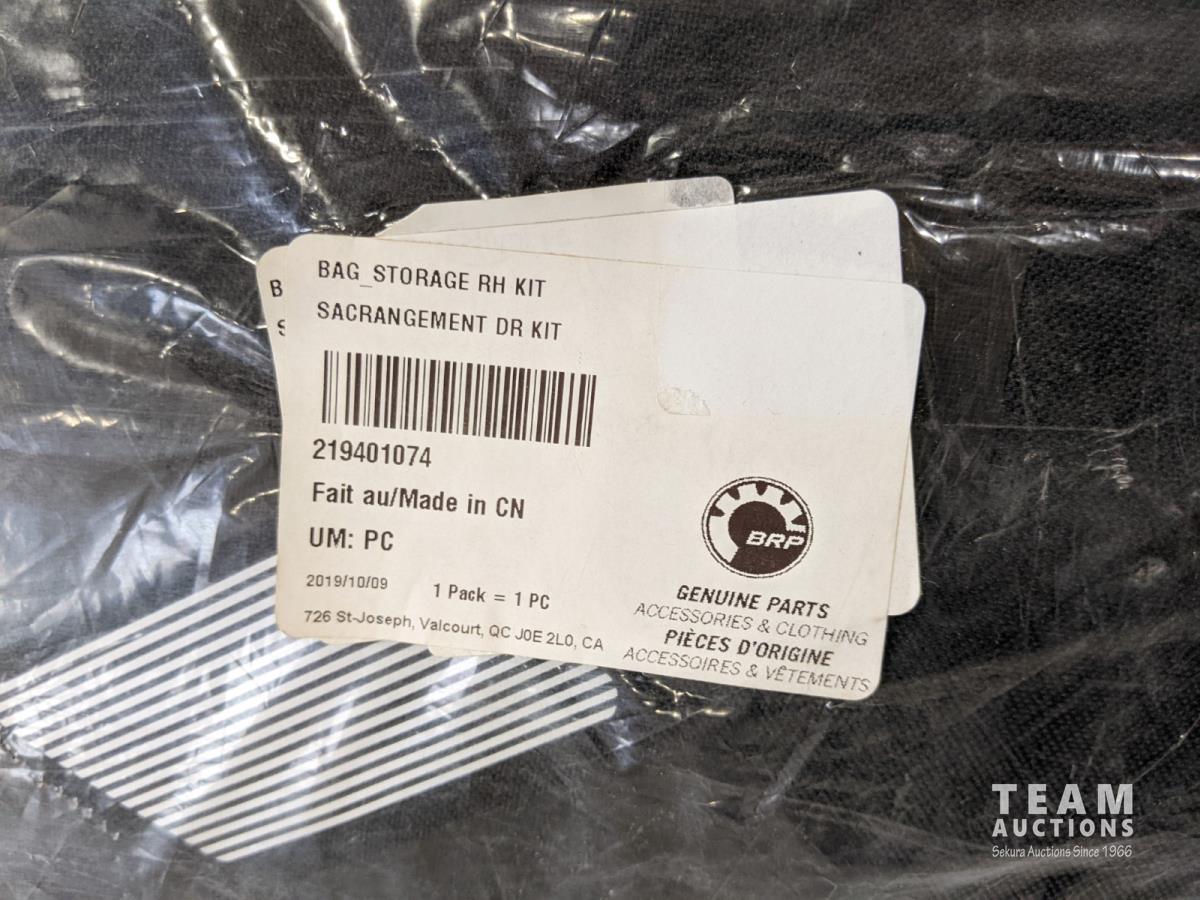 B
S
BAG_STORAGE RH KIT
SACRANGEMENT DR KIT
219401074
Fait au/Made in CN
UM: PC
2019/10/09 1 Pack = 1 PC
726 St-Joseph, Valcourt, QC J0E 2L0, CA
BRP
GENUINE PARTS
ACCESSORIES & CLOTHING
PIÈCES D'ORIGINE
ACCESSOIRES & VÊTEMENTS
TEAM
AUCTIONS
Sekura Auctions Since 1966